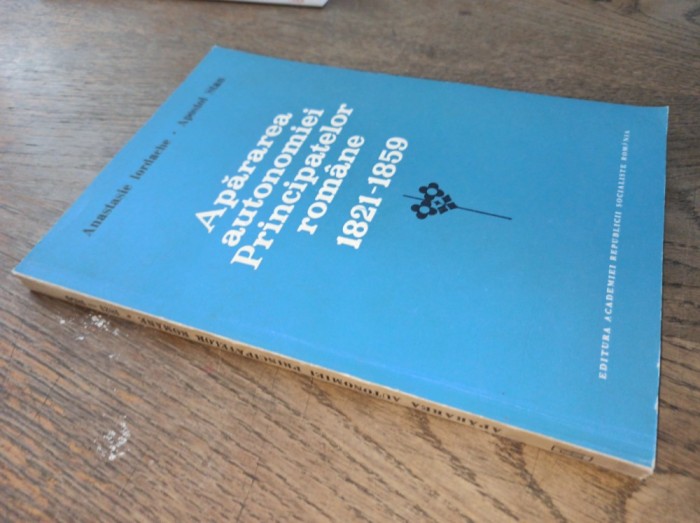 Anastasie Iordache · Apostol Stan
Apărarea
autonomiei
Principatelor
române
1821-1859
EDITURA ACADEMIEI REPUBLICII SOCIALISTE ROMÂNIA
APĂRAREA AUTONOMIEI PRINCIPATELOR ROMÂNE